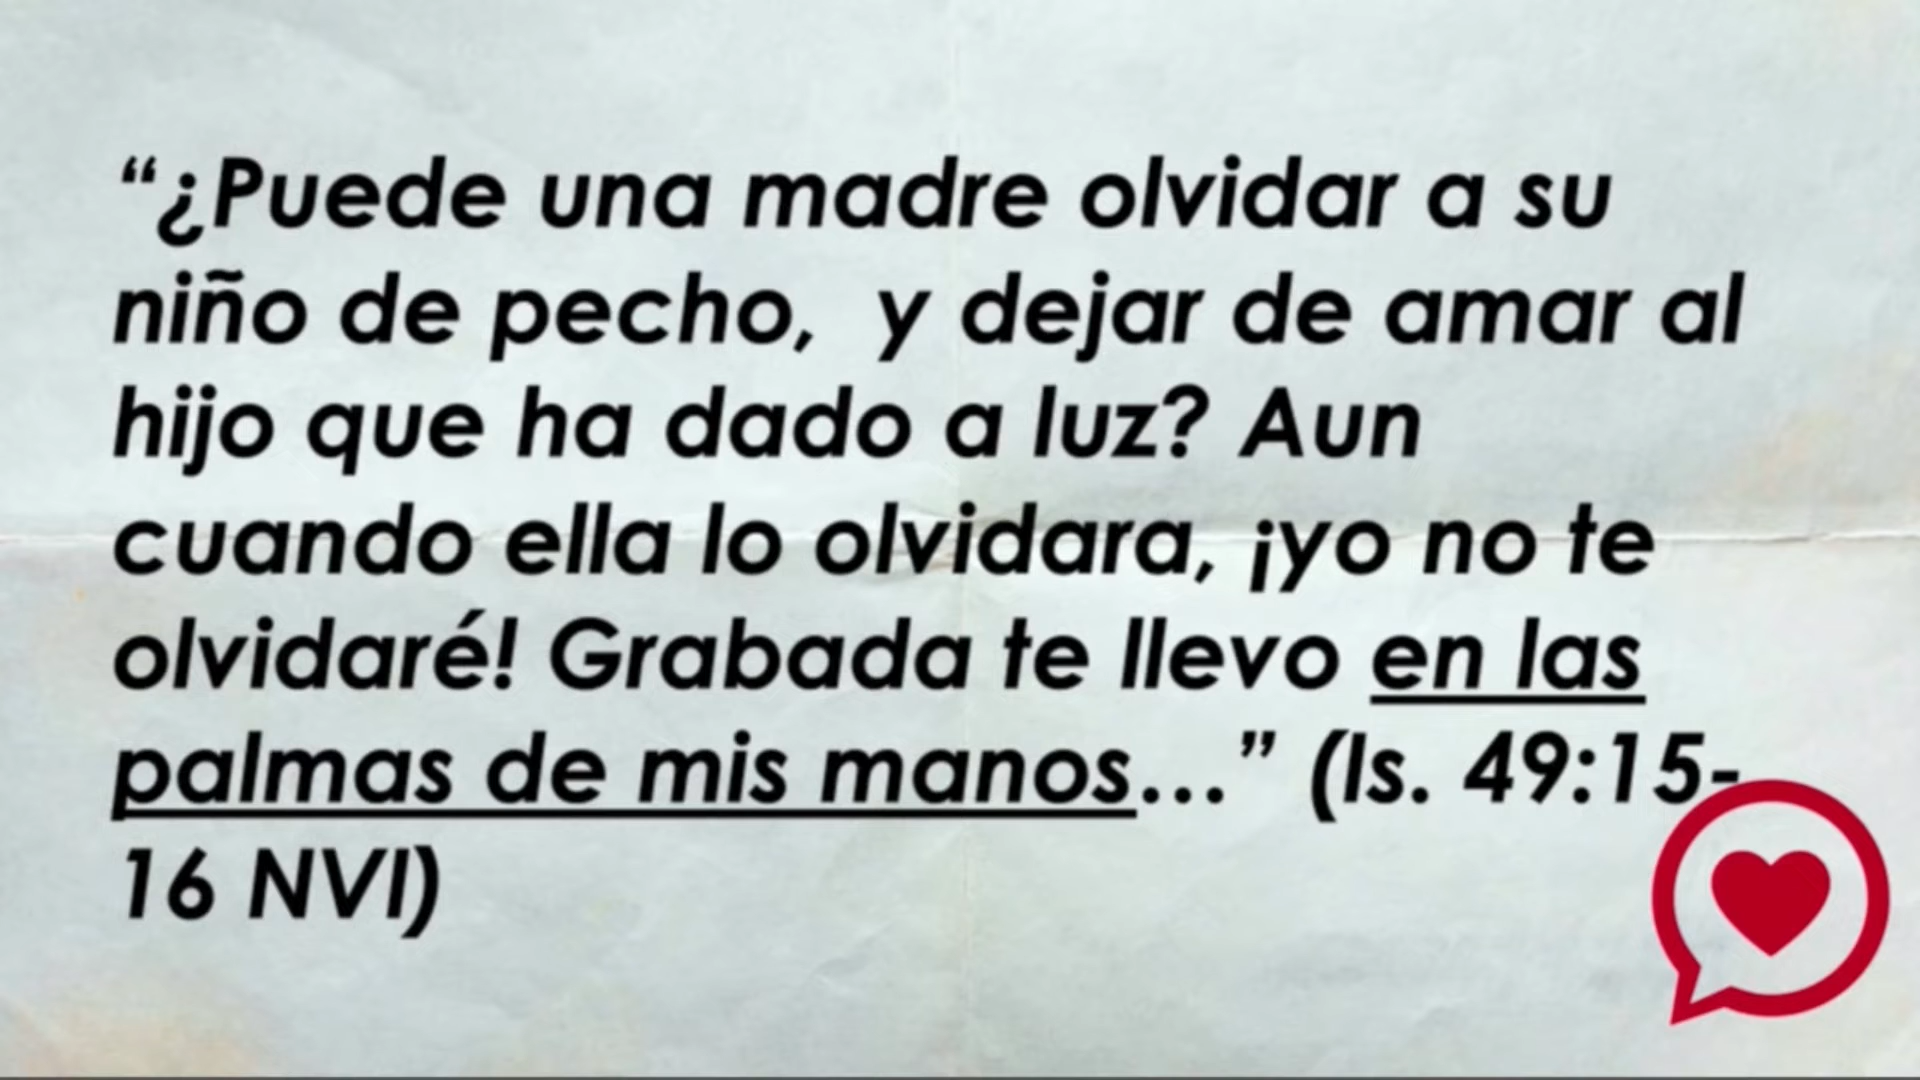 “¿Puede una madre olvidar a su
niño de pecho,  y dejar de amar al
hijo que ha dado a luz? Aun
cuando ella lo olvidara, ¡yo no te
olvidaré! Grabada te llevo en las
palmas de mis manos...” (Is. 49:15-
16 NVI)